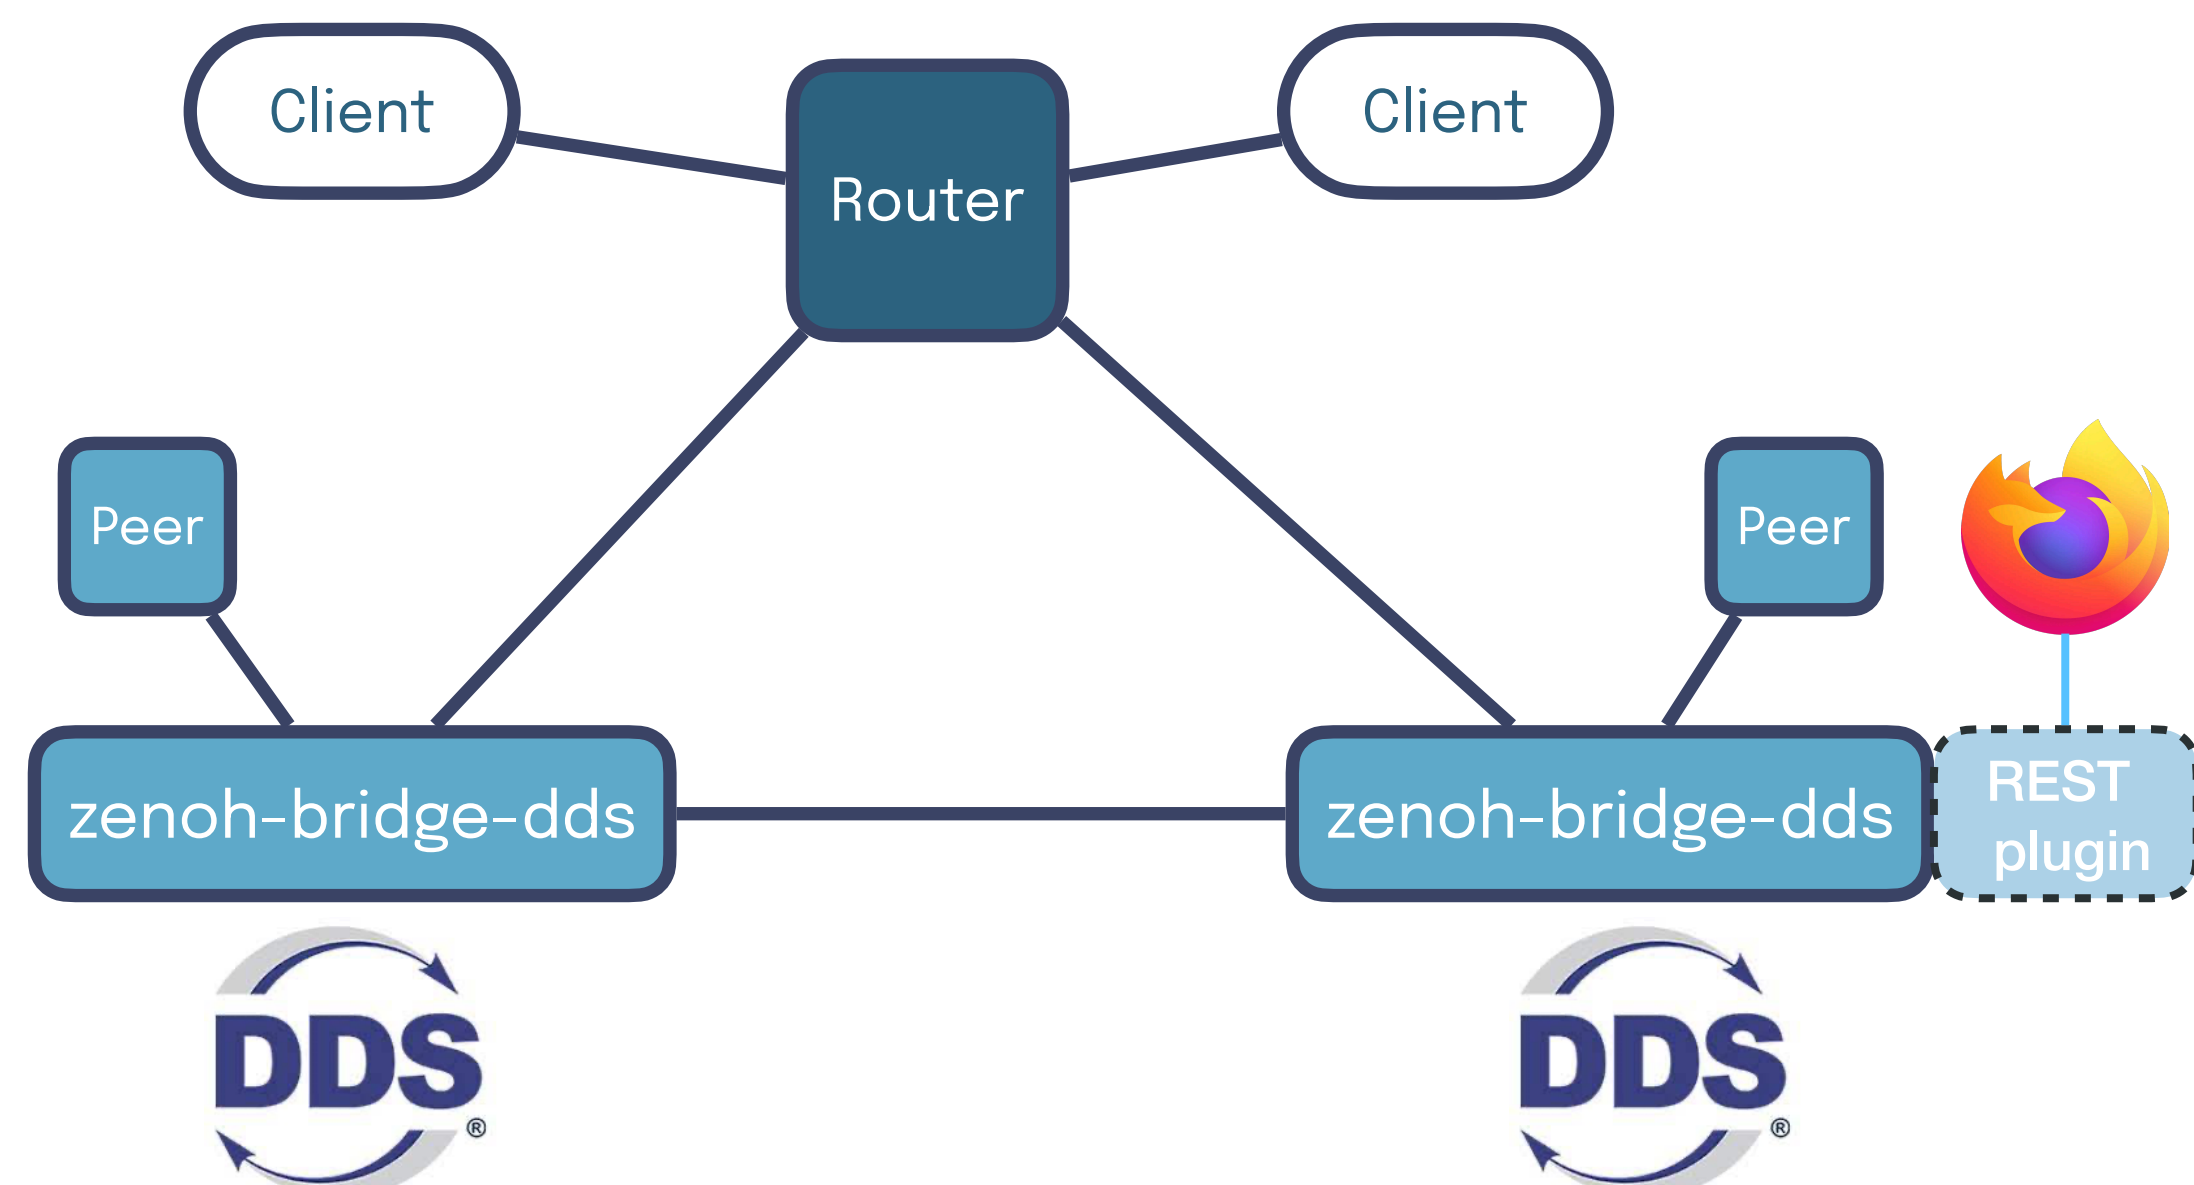 Client
Client
Router
Peer
Peer
zenoh-bridge-dds
zenoh-bridge-dds
REST
plugin
DDS
®
DDS
®